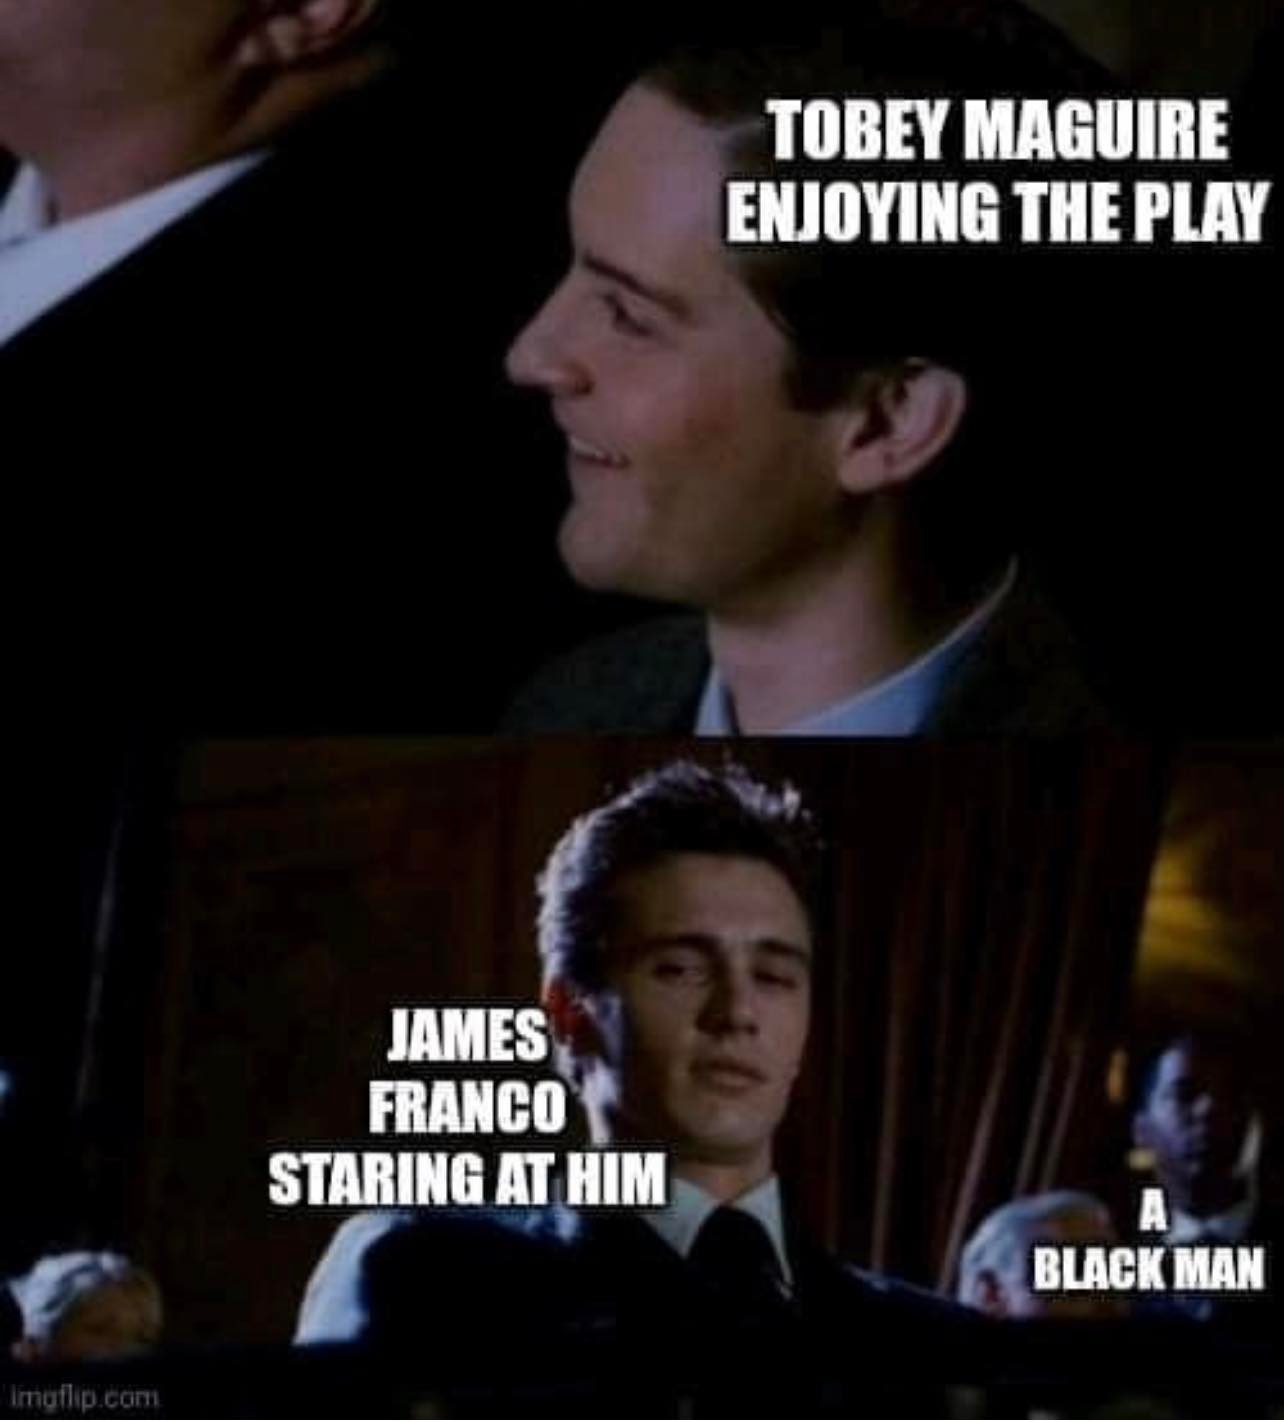 TOBEY MAGUIRE
ENJOYING THE PLAY
JAMES
FRANCO
STARING AT HIM
A
BLACK MAN
imgflip.com